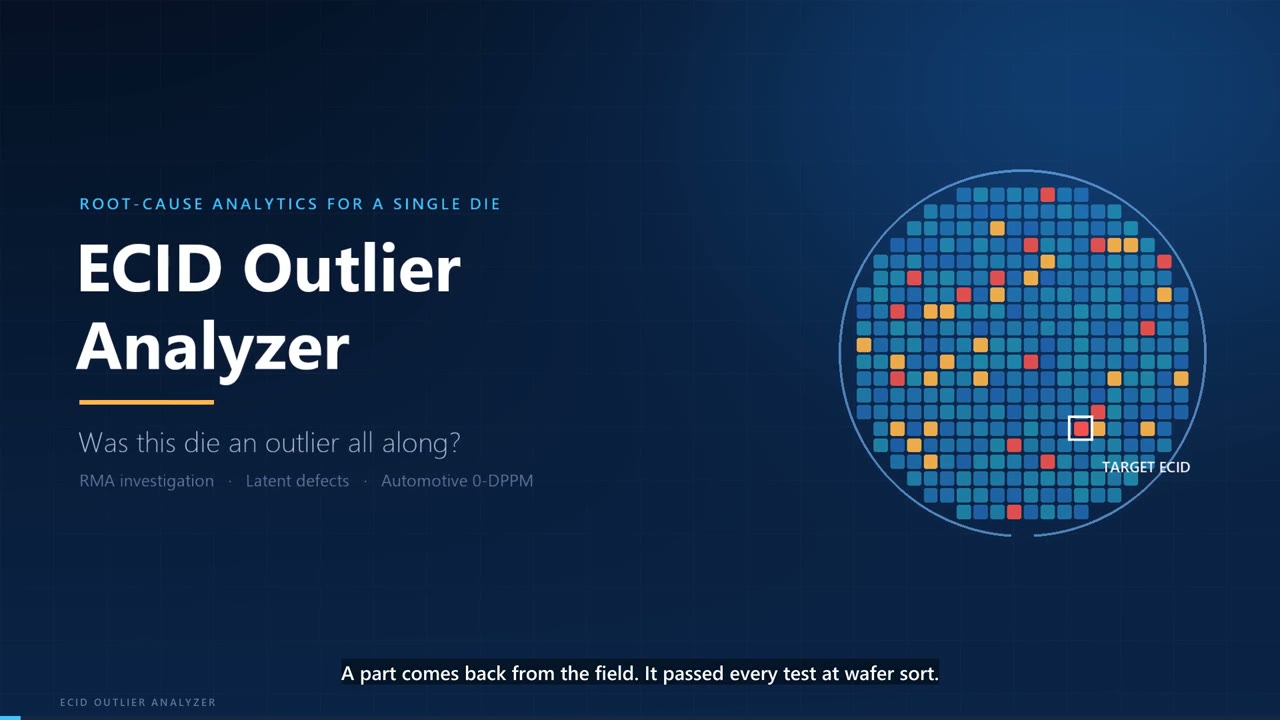 ROOT-CAUSE ANALYTICS FOR A SINGLE DIE
ECID Outlier
Analyzer
Was this die an outlier all along?
RMA investigation · Latent defects · Automotive 0-DPPM
TARGET ECID
A part comes back from the field. It passed every test at wafer sort.
ECID OUTLIER ANALYZER